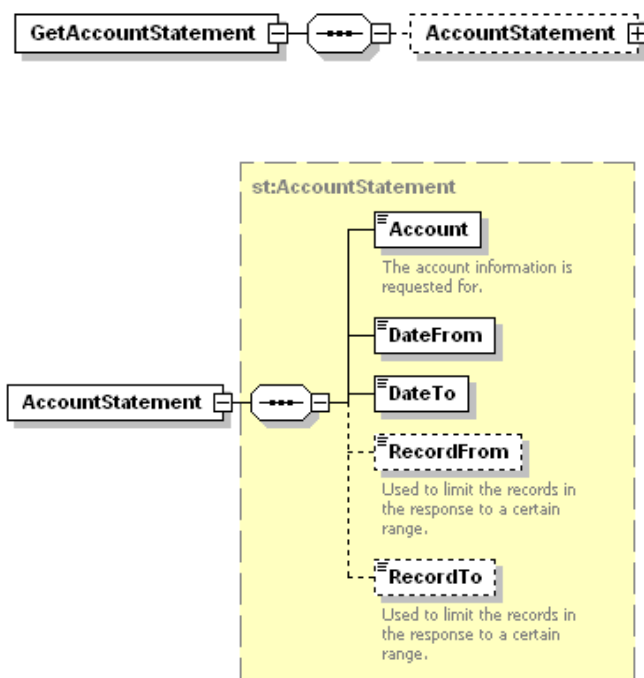 GetAccountStatement
AccountStatement
st:AccountStatement
Account
The account information is
requested for.
DateFrom
AccountStatement
DateTo
RecordFrom
Used to limit the records in
the response to a certain
range.
RecordTo
Used to limit the records in
the response to a certain
range.